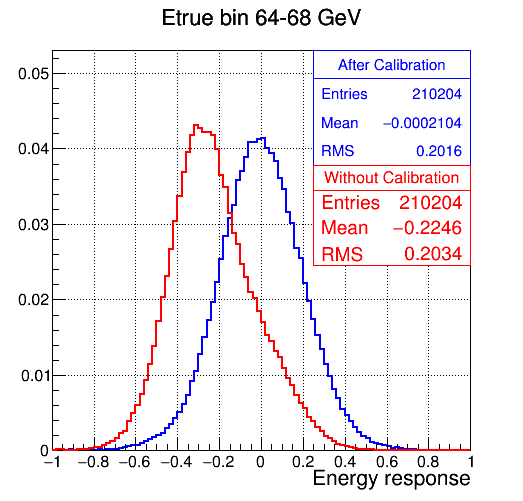 Etrue bin 64-68 GeV
After Calibration
Entries 210204
Mean −0.0002104
RMS 0.2016
Without Calibration
Entries 210204
Mean −0.2246
RMS 0.2034
0.05
0.04
0.03
0.02
0.01
0
−1 −0.8 −0.6 −0.4 −0.2 0 0.2 0.4 0.6 0.8 1
Energy response